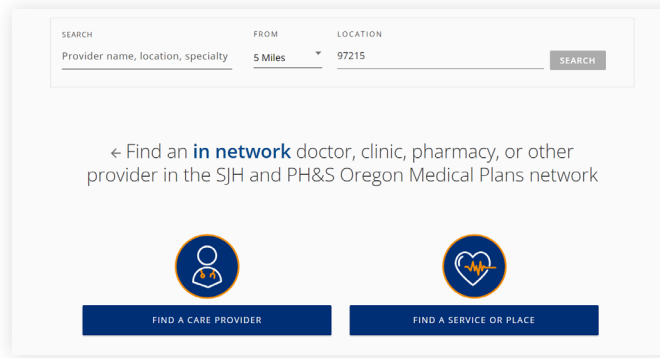 SEARCH FROM LOCATION
Provider name, location, specialty 5 Miles 97215 SEARCH
← Find an in network doctor, clinic, pharmacy, or other
provider in the SJH and PH&S Oregon Medical Plans network
FIND A CARE PROVIDER FIND A SERVICE OR PLACE